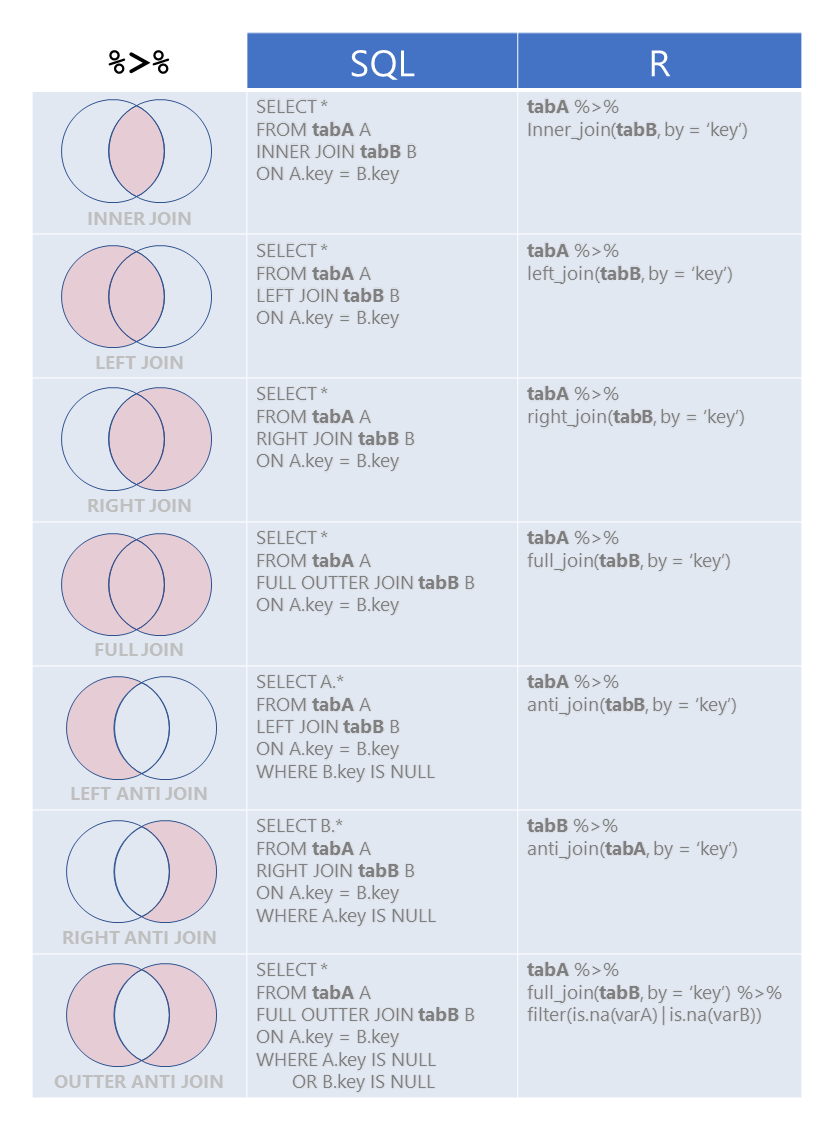 %>%
SQL
R
SELECT *
FROM tabA A
INNER JOIN tabB B
ON A.key = B.key
tabA %>%
Inner_join(tabB, by = ‘key’)
INNER JOIN
SELECT *
FROM tabA A
LEFT JOIN tabB B
ON A.key = B.key
tabA %>%
left_join(tabB, by = ‘key’)
LEFT JOIN
SELECT *
FROM tabA A
RIGHT JOIN tabB B
ON A.key = B.key
tabA %>%
right_join(tabB, by = ‘key’)
RIGHT JOIN
SELECT *
FROM tabA A
FULL OUTTER JOIN tabB B
ON A.key = B.key
tabA %>%
full_join(tabB, by = ‘key’)
FULL JOIN
SELECT A.*
FROM tabA A
LEFT JOIN tabB B
ON A.key = B.key
WHERE B.key IS NULL
tabA %>%
anti_join(tabB, by = ‘key’)
LEFT ANTI JOIN
SELECT B.*
FROM tabA A
RIGHT JOIN tabB B
ON A.key = B.key
WHERE A.key IS NULL
tabB %>%
anti_join(tabA, by = ‘key’)
RIGHT ANTI JOIN
SELECT *
FROM tabA A
FULL OUTTER JOIN tabB B
ON A.key = B.key
WHERE A.key IS NULL
OR B.key IS NULL
tabA %>%
full_join(tabB, by = ‘key’) %>%
filter(is.na(varA)|is.na(varB))
OUTTER ANTI JOIN